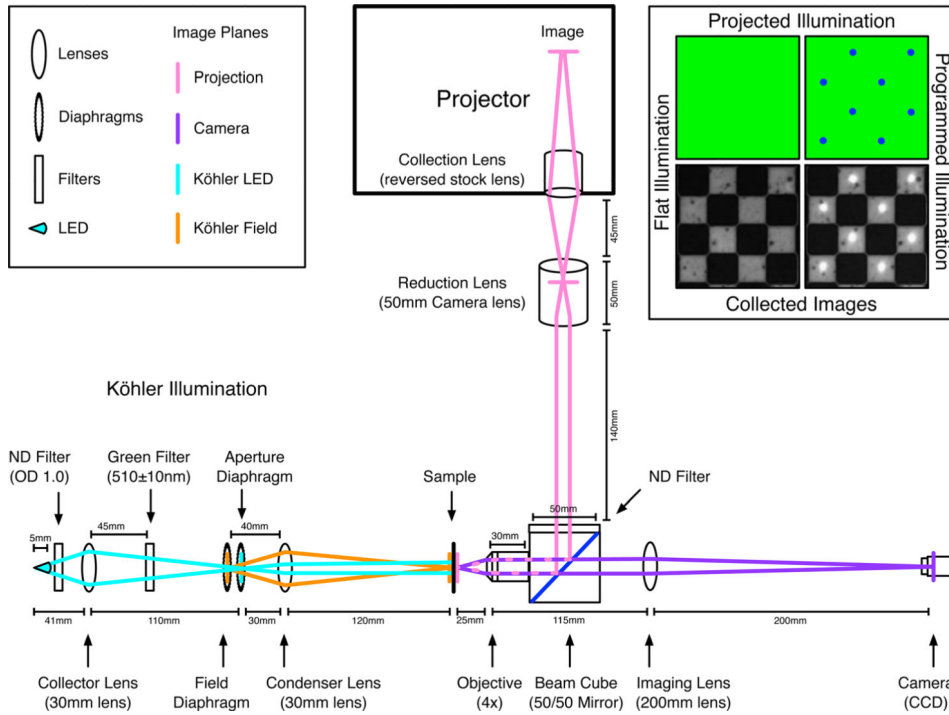 Image Planes
Lenses
Projection
Diaphragms
Camera
Filters
Köhler LED
LED
Köhler Field
Image
Projector
Collection Lens
(reversed stock lens)
45mm
Reduction Lens
(50mm Camera lens)
50mm
140mm
Projected Illumination
Flat Illumination
Programmed Illumination
Collected Images
Köhler Illumination
ND Filter
(OD 1.0)
Green Filter
(510±10nm)
Aperture
Diaphragm
Sample
ND Filter
5mm
45mm
40mm
30mm
50mm
41mm
110mm
30mm
120mm
25mm
115mm
200mm
Collector Lens
(30mm lens)
Field
Diaphragm
Condenser Lens
(30mm lens)
Objective
(4x)
Beam Cube
(50/50 Mirror)
Imaging Lens
(200mm lens)
Camera
(CCD)